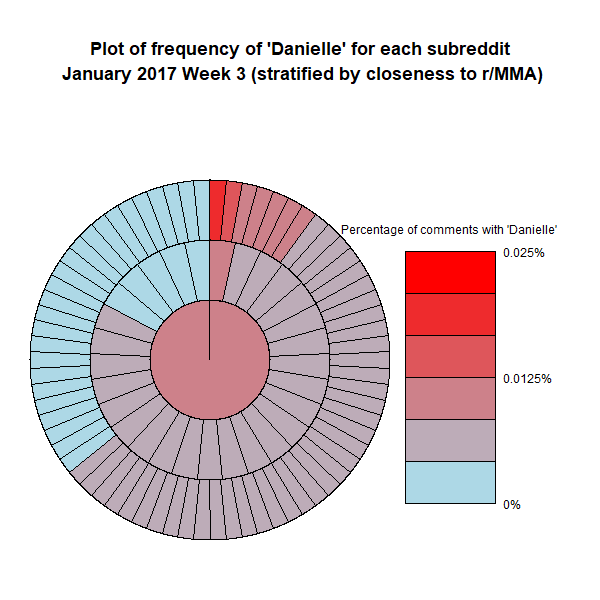 Plot of frequency of 'Danielle' for each subreddit
January 2017 Week 3 (stratified by closeness to r/MMA)
Percentage of comments with 'Danielle'
0.025%
0.0125%
0%